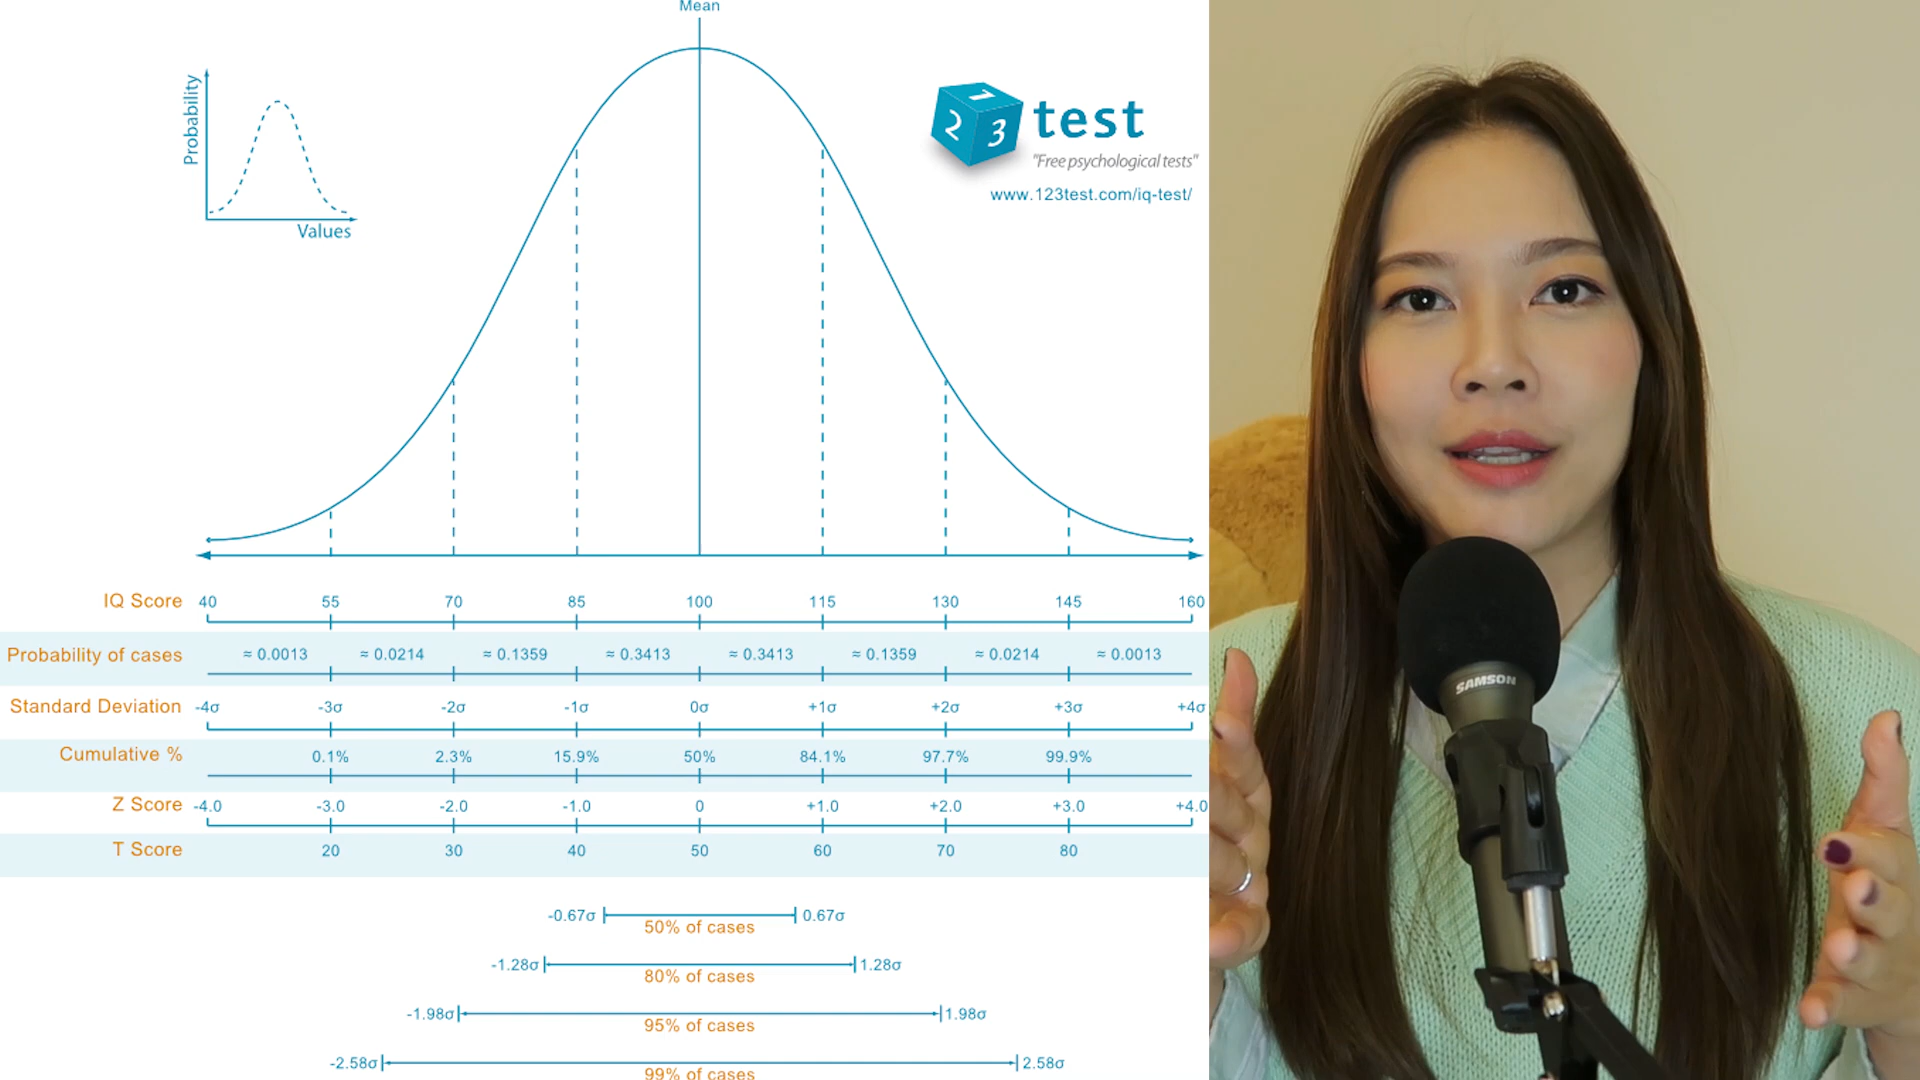 Mean
Probability
Values
1 2 3 test
"Free psychological tests"
www.123test.com/iq-test/
IQ Score 40 55 70 85 100 115 130 145 160
Probability of cases ≈ 0.0013 ≈ 0.0214 ≈ 0.1359 ≈ 0.3413 ≈ 0.3413 ≈ 0.1359 ≈ 0.0214 ≈ 0.0013
Standard Deviation -4σ -3σ -2σ -1σ 0σ +1σ +2σ +3σ +4σ
Cumulative % 0.1% 2.3% 15.9% 50% 84.1% 97.7% 99.9%
Z Score -4.0 -3.0 -2.0 -1.0 0 +1.0 +2.0 +3.0 +4.0
T Score 20 30 40 50 60 70 80
-0.67σ 0.67σ
50% of cases
-1.28σ 1.28σ
80% of cases
-1.98σ 1.98σ
95% of cases
-2.58σ 2.58σ
99% of cases
SAMSON